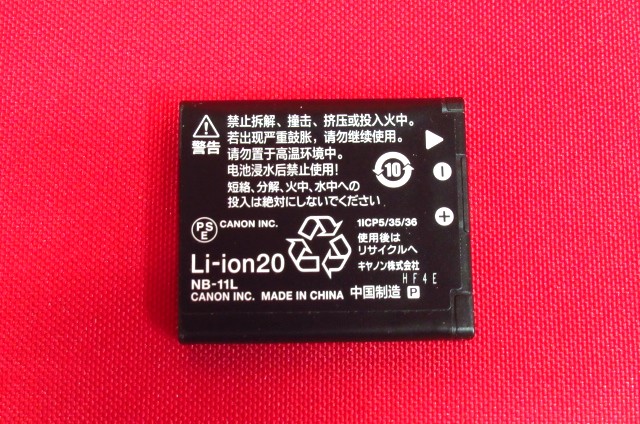 禁止拆解、撞击、挤压或投入火中。
若出现严重鼓胀，请勿继续使用。
请勿置于高温环境中。
电池浸水后禁止使用！
警告
10
短絡、分解、火中、水中への
投入は絶対にしないでください
PSE CANON INC.
1ICP5/35/36
使用後は
リサイクルへ
Li-ion20
キヤノン株式会社
HF4E
NB-11L
CANON INC. MADE IN CHINA
中国制造 P